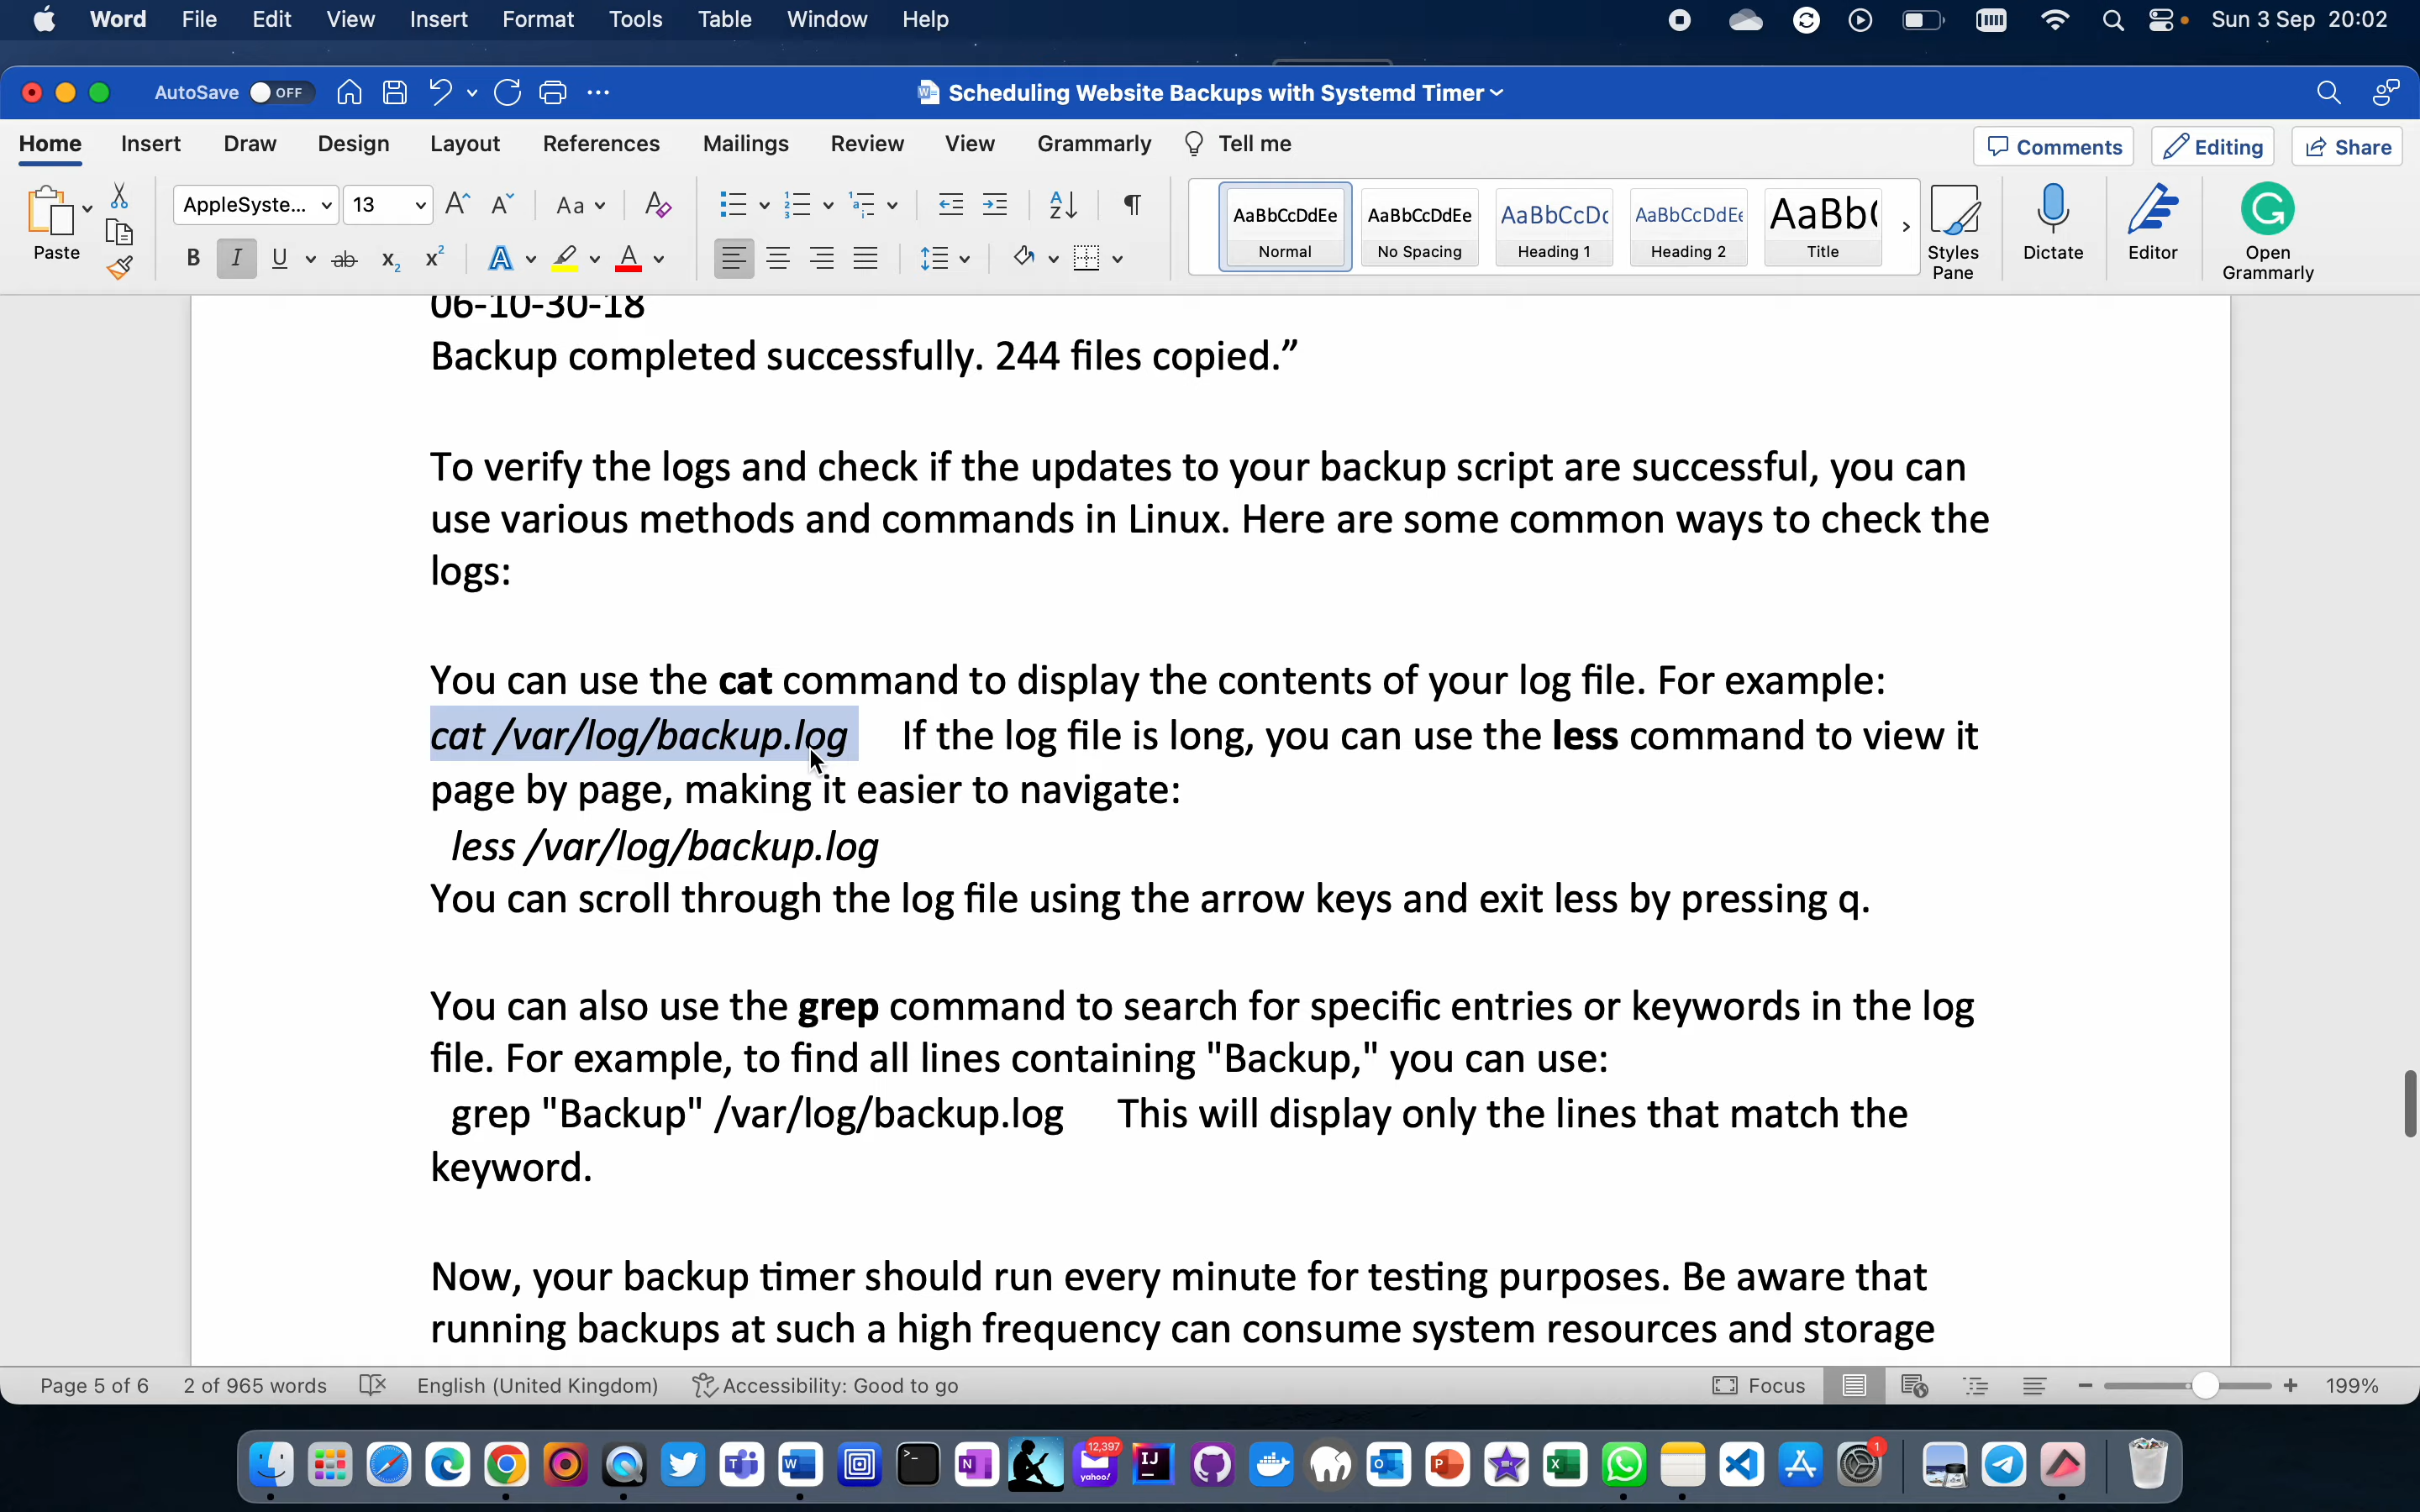 Word File Edit View Insert Format Tools Table Window Help Sun 3 Sep 20:02
AutoSave OFF Scheduling Website Backups with Systemd Timer
Home Insert Draw Design Layout References Mailings Review View Grammarly Tell me Comments Editing Share
Paste AppleSyste... 13 Aa
B I U ab x2 x2 A A
AaBbCcDdEe AaBbCcDdEe AaBbCcDc AaBbCcDdEe AaBb(
Normal No Spacing Heading 1 Heading 2 Title
Styles Pane Dictate Editor Open Grammarly
06-10-30-18
Backup completed successfully. 244 files copied.”
To verify the logs and check if the updates to your backup script are successful, you can
use various methods and commands in Linux. Here are some common ways to check the
logs:
You can use the cat command to display the contents of your log file. For example:
cat /var/log/backup.log If the log file is long, you can use the less command to view it
page by page, making it easier to navigate:
less /var/log/backup.log
You can scroll through the log file using the arrow keys and exit less by pressing q.
You can also use the grep command to search for specific entries or keywords in the log
file. For example, to find all lines containing "Backup," you can use:
grep "Backup" /var/log/backup.log This will display only the lines that match the
keyword.
Now, your backup timer should run every minute for testing purposes. Be aware that
running backups at such a high frequency can consume system resources and storage
Page 5 of 6 2 of 965 words English (United Kingdom) Accessibility: Good to go Focus 199%
12,397
yahoo!
1